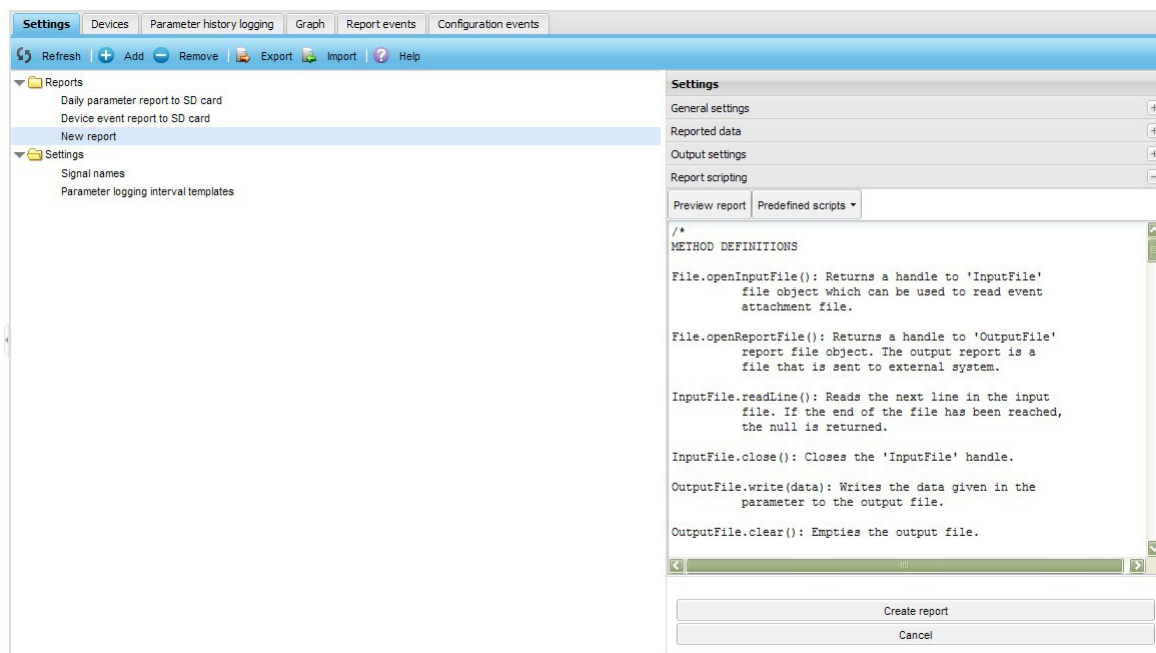 Settings Devices Parameter history logging Graph Report events Configuration events
Refresh Add Remove Export Import Help
Reports
Daily parameter report to SD card
Device event report to SD card
New report
Settings
Signal names
Parameter logging interval templates
Settings
General settings
Reported data
Output settings
Report scripting
Preview report Predefined scripts
/*
METHOD DEFINITIONS
File.openInputFile(): Returns a handle to 'InputFile'
file object which can be used to read event
attachment file.
File.openReportFile(): Returns a handle to 'OutputFile'
report file object. The output report is a
file that is sent to external system.
InputFile.readLine(): Reads the next line in the input
file. If the end of the file has been reached,
the null is returned.
InputFile.close(): Closes the 'InputFile' handle.
OutputFile.write(data): Writes the data given in the
parameter to the output file.
OutputFile.clear(): Empties the output file.
Create report
Cancel